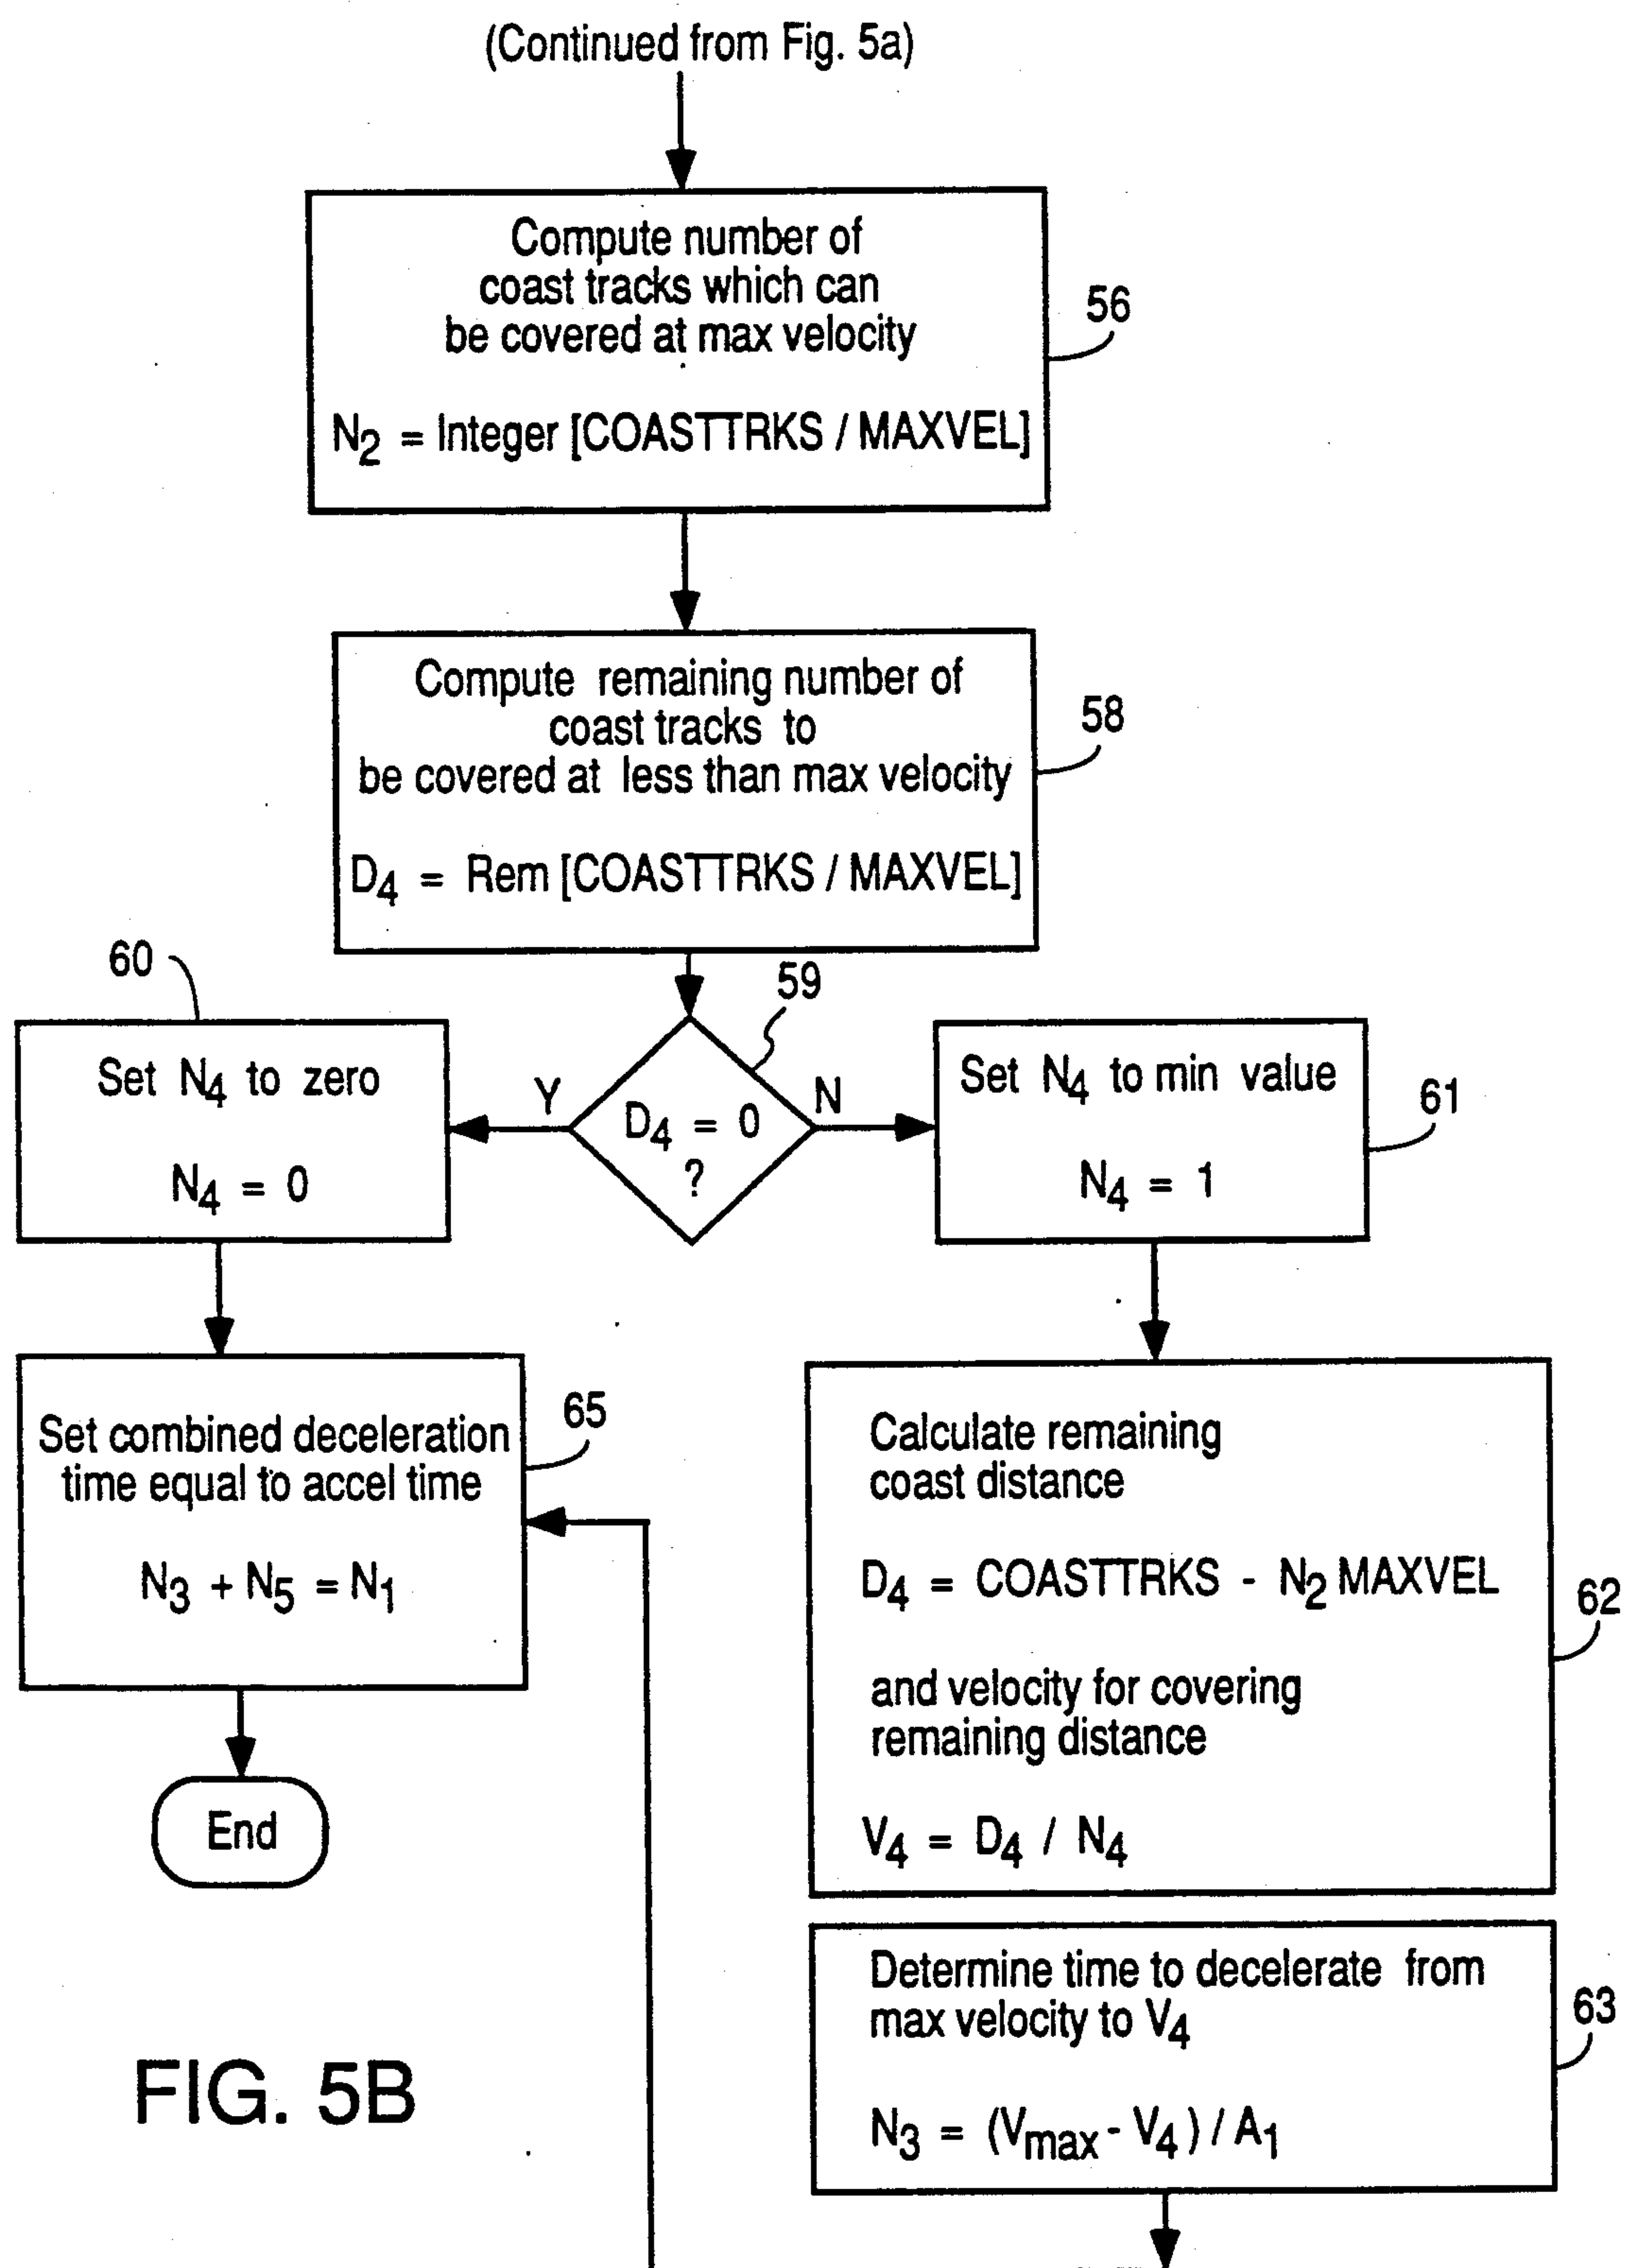 (Continued from Fig. 5a)
Compute number of
coast tracks which can
be covered at max velocity
N2 = Integer [COASTTRKS / MAXVEL]
56
Compute remaining number of
coast tracks to
be covered at less than max velocity
D4 = Rem [COASTTRKS / MAXVEL]
58
60
59
Set N4 to zero
N4 = 0
Y
D4 = 0
?
N
Set N4 to min value
N4 = 1
61
Set combined deceleration
time equal to accel time
N3 + N5 = N1
65
End
Calculate remaining
coast distance
D4 = COASTTRKS - N2 MAXVEL
and velocity for covering
remaining distance
V4 = D4 / N4
62
Determine time to decelerate from
max velocity to V4
N3 = (Vmax - V4) / A1
63
FIG. 5B